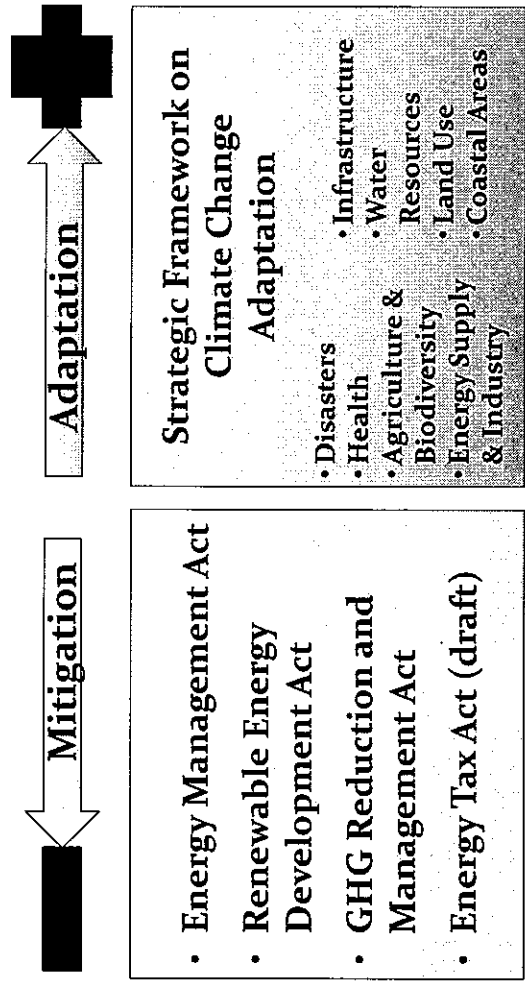 Mitigation
• Energy Management Act
• Renewable Energy
Development Act
• GHG Reduction and
Management Act
• Energy Tax Act (draft)
Adaptation
Strategic Framework on
Climate Change
Adaptation
• Disasters
• Health
• Agriculture &
Biodiversity
• Energy Supply
& Industry
• Infrastructure
• Water
Resources
• Land Use
• Coastal Areas